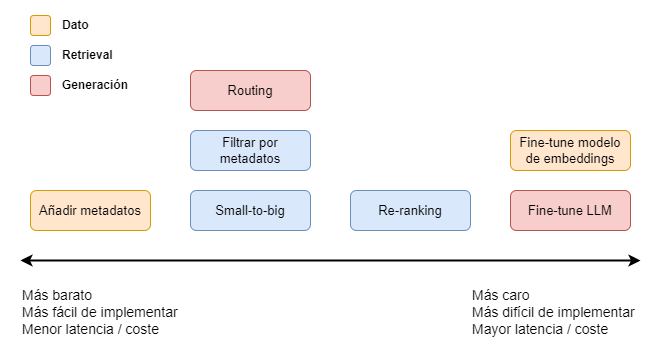 Dato
Retrieval
Generación
Routing
Filtrar por
metadatos
Fine-tune modelo
de embeddings
Añadir metadatos
Small-to-big
Re-ranking
Fine-tune LLM
Más barato
Más fácil de implementar
Menor latencia / coste
Más caro
Más difícil de implementar
Mayor latencia / coste